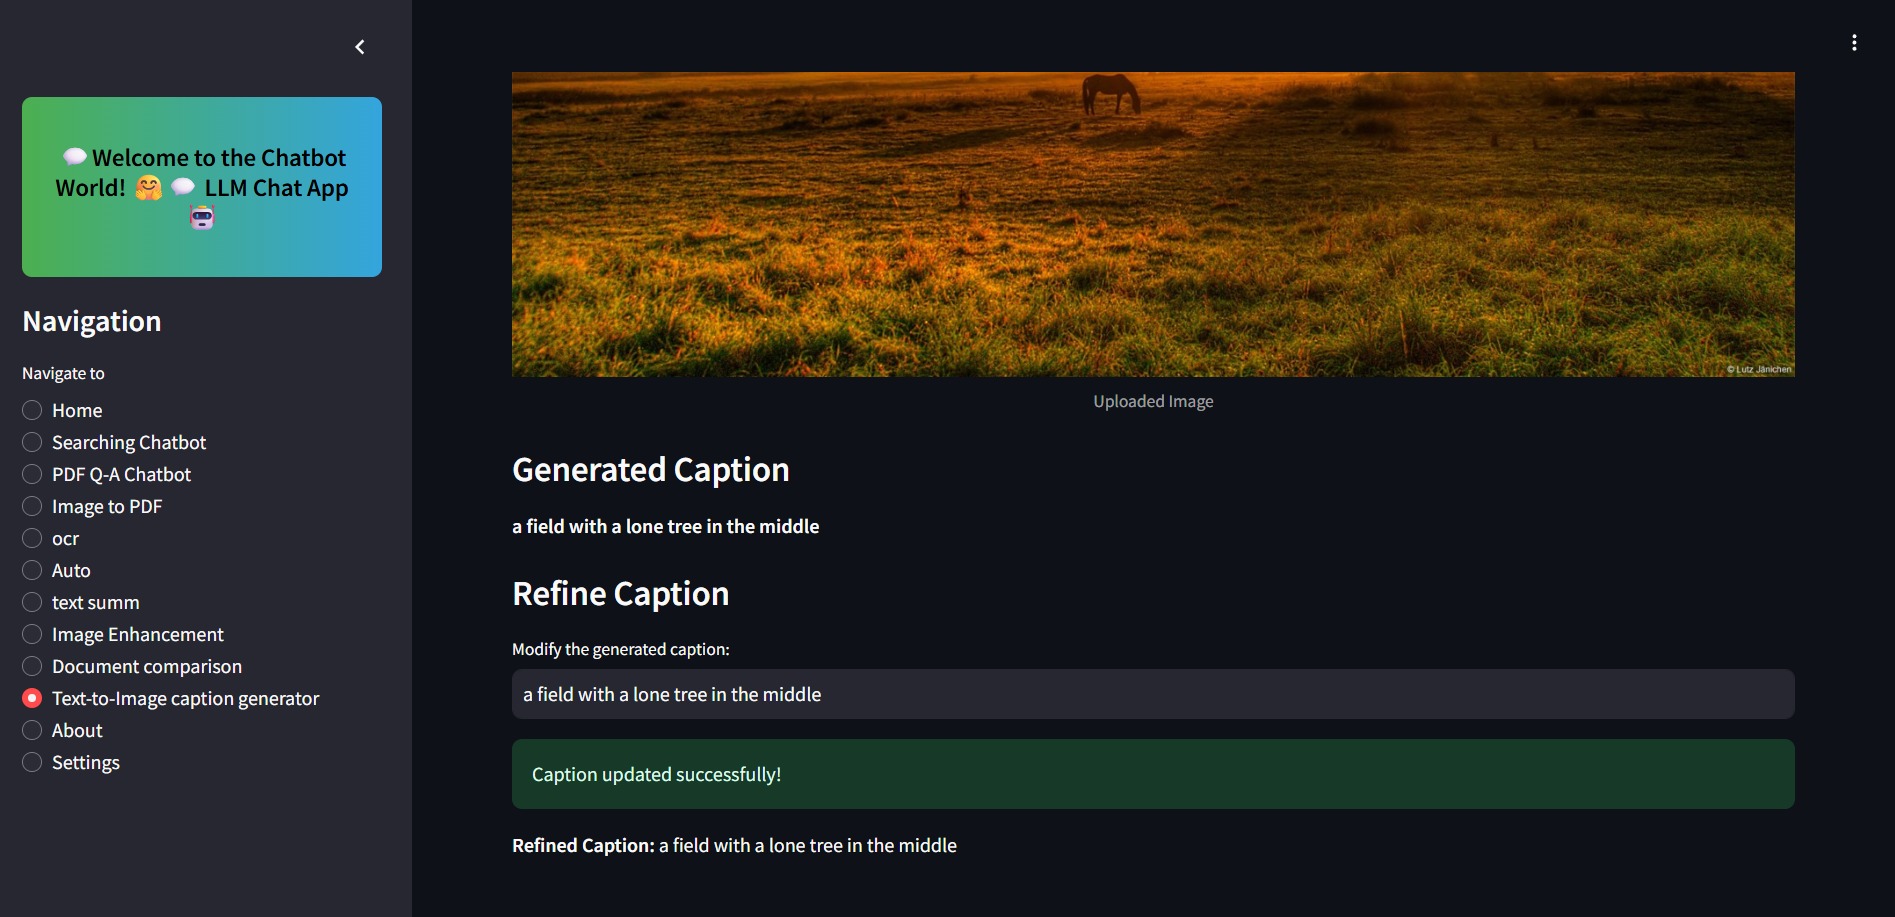 💬 Welcome to the Chatbot
World! 🤗 💬 LLM Chat App
🤖
Navigation
Navigate to
Home
Searching Chatbot
PDF Q-A Chatbot
Image to PDF
ocr
Auto
text summ
Image Enhancement
Document comparison
Text-to-Image caption generator
About
Settings
© Lutz Jänichen
Uploaded Image
Generated Caption
a field with a lone tree in the middle
Refine Caption
Modify the generated caption:
a field with a lone tree in the middle
Caption updated successfully!
Refined Caption: a field with a lone tree in the middle